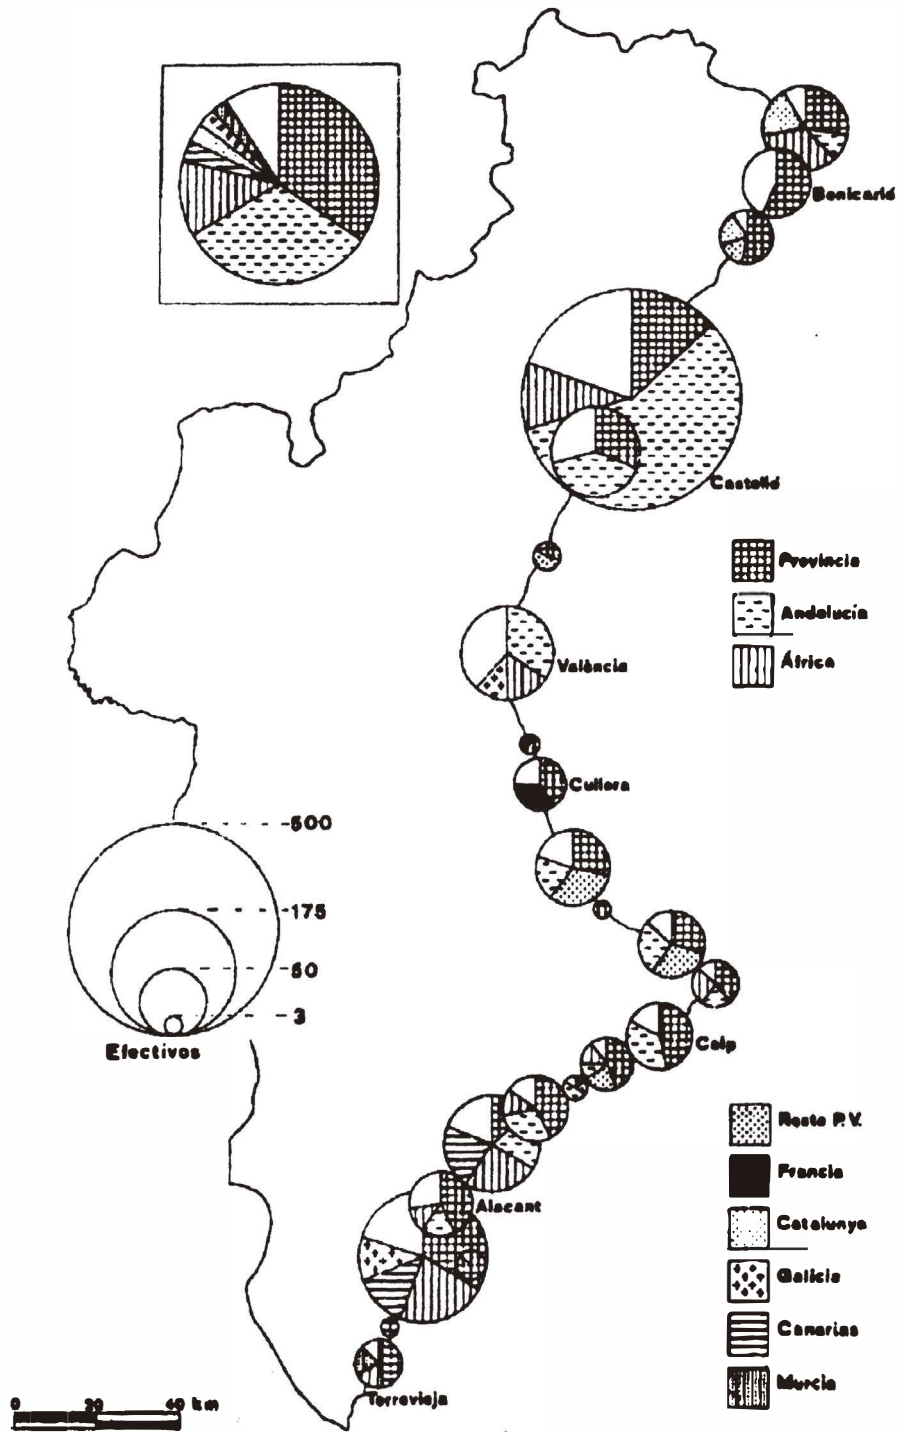 Benicarló
Castelló
Provincia
Andalucía
África
València
Cullera
500
175
50
3
Efectivos
Calp
Resto P.V.
Francia
Catalunya
Galicia
Canarias
Murcia
Alacant
Torrevieja
0 20 40 km